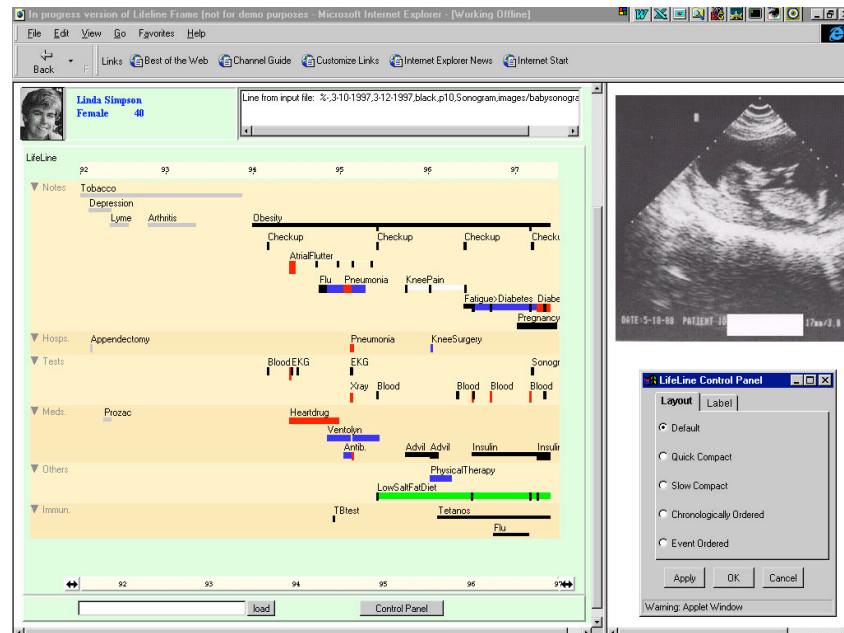 In progress version of Lifeline Frame (not for demo purposes - Microsoft Internet Explorer - [Working Offline]
File Edit View Go Favorites Help
Back
F
Links Best of the Web Channel Guide Customize Links Internet Explorer News Internet Start
Linda Simpson
Female 40
Line from input file: %-,3-10-1997,3-12-1997,black,p10,Sonogram,images/babysonogra
LifeLine
92 93 94 95 96 97
Notes
Tobacco
Depression
Lyme Arthritis Obesity
Checkup Checkup Checkup Checku
AtrialFlutter
Flu Pneumonia KneePain
Fatigue>Diabetes Diabe
Pregnancy
Hosps. Appendectomy Pneumonia KneeSurgery
Tests Blood EKG EKG Sonogr
Xray Blood Blood Blood Blood
Meds. Prozac Heartdrug
Ventolyn
Antib. Advil Advil Insulin Insulin
Others PhysicalTherapy
LowSaltFatDiet
Immun. TBtest Tetanos
Flu
92 93 94 95 96 97
load Control Panel
DATE:5-18-88 PATIENT 17mm/3.0
LifeLine Control Panel
Layout Label
Default
Quick Compact
Slow Compact
Chronologically Ordered
Event Ordered
Apply OK Cancel
Warning: Applet Window